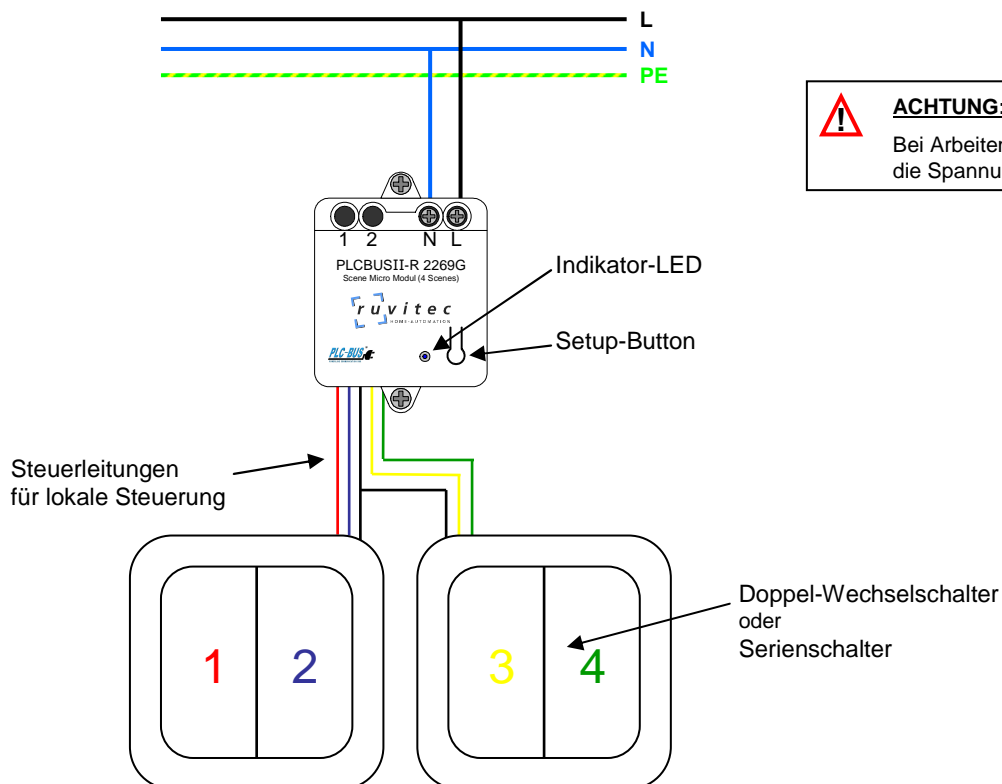 L
N
PE
ACHTUNG:
Bei Arbeiten
die Spannu
1 2 N L
PLCBUSII-R 2269G
Scene Micro Modul (4 Scenes)
ruvitec
HOME-AUTOMATION
PLC-BUS
Indikator-LED
Setup-Button
Steuerleitungen
für lokale Steuerung
1 2 3 4
Doppel-Wechselschalter
oder
Serienschalter